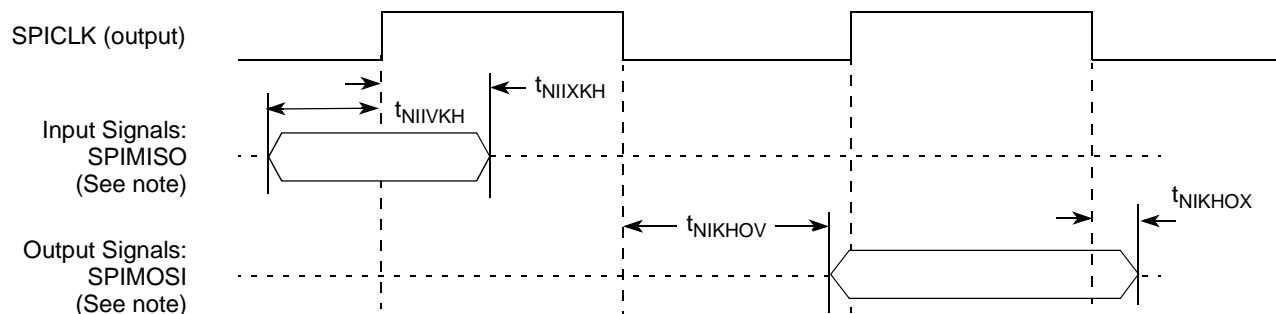 SPICLK (output)
tNIIXKH
tNIIVKH
Input Signals:
SPIMISO
(See note)
tNIKHOX
tNIKHOV
Output Signals:
SPIMOSI
(See note)